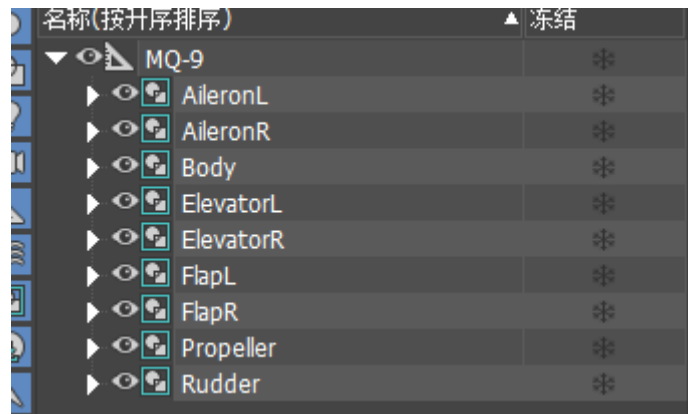 名称(按升序排序) 冻结
MQ-9
AileronL
AileronR
Body
ElevatorL
ElevatorR
FlapL
FlapR
Propeller
Rudder